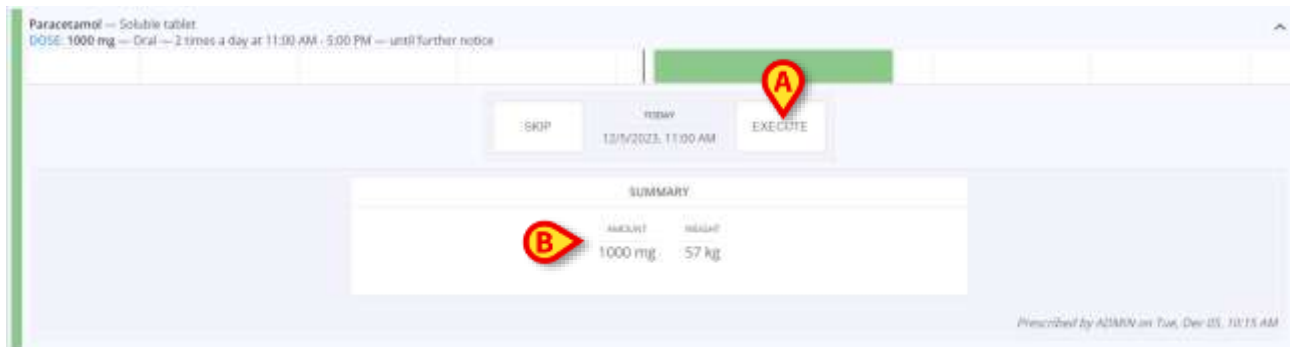 Paracetamol — Soluble tablet
DOSE: 1000 mg — Oral — 2 times a day at 11:00 AM - 5:00 PM — until further notice
A
SKIP
TODAY
12/5/2023, 11:00 AM
EXECUTE
SUMMARY
B
AMOUNT WEIGHT
1000 mg 57 kg
Prescribed by ADMIN on Tue, Dec 05, 10:15 AM